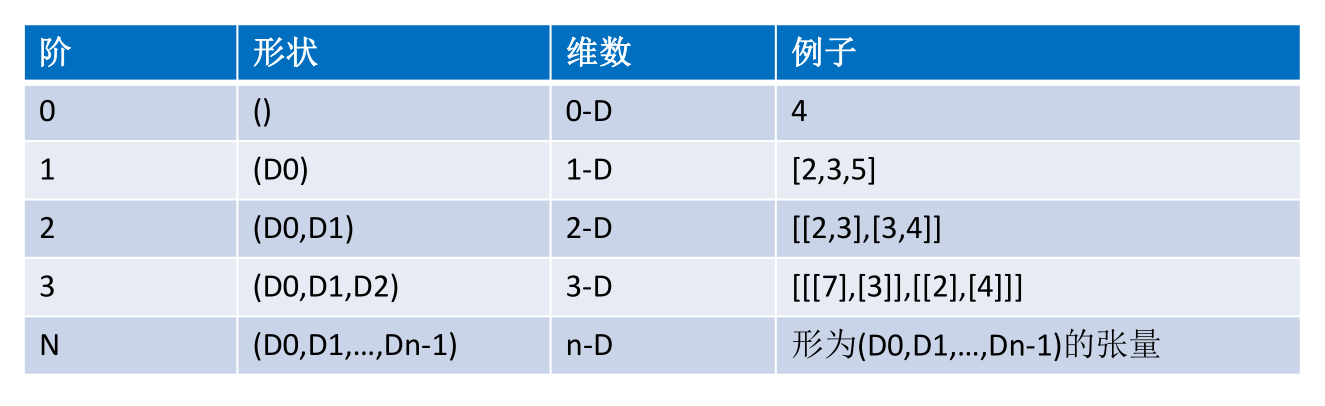 阶 形状 维数 例子
0 () 0-D 4
1 (D0) 1-D [2,3,5]
2 (D0,D1) 2-D [[2,3],[3,4]]
3 (D0,D1,D2) 3-D [[[7],[3]],[[2],[4]]]
N (D0,D1,...,Dn-1) n-D 形为(D0,D1,...,Dn-1)的张量